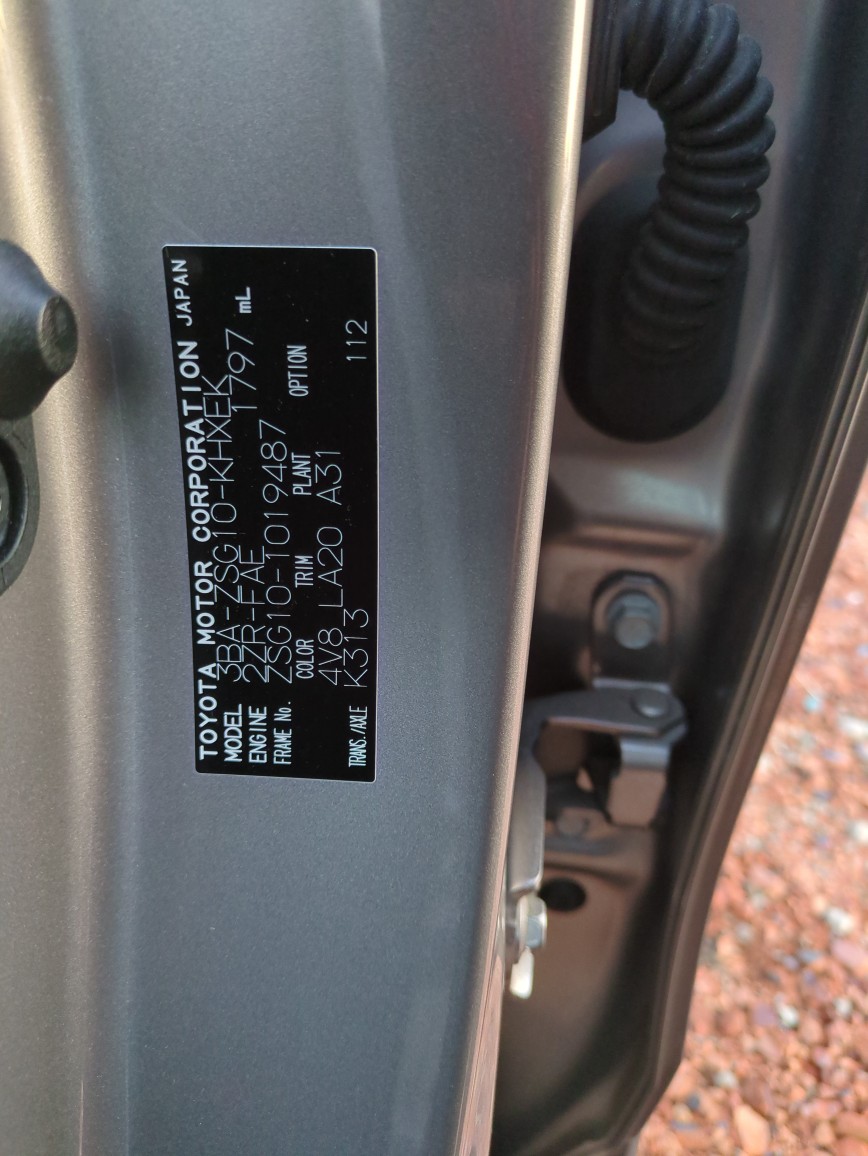 TOYOTA MOTOR CORPORATION JAPAN
MODEL 3BA-ZSG10-KHXEK
ENGINE 2ZR-FAE 1797 mL
FRAME No. ZSG10-1019487
COLOR TRIM PLANT OPTION
4V8 LA20 A31
TRANS./AXLE K313 112